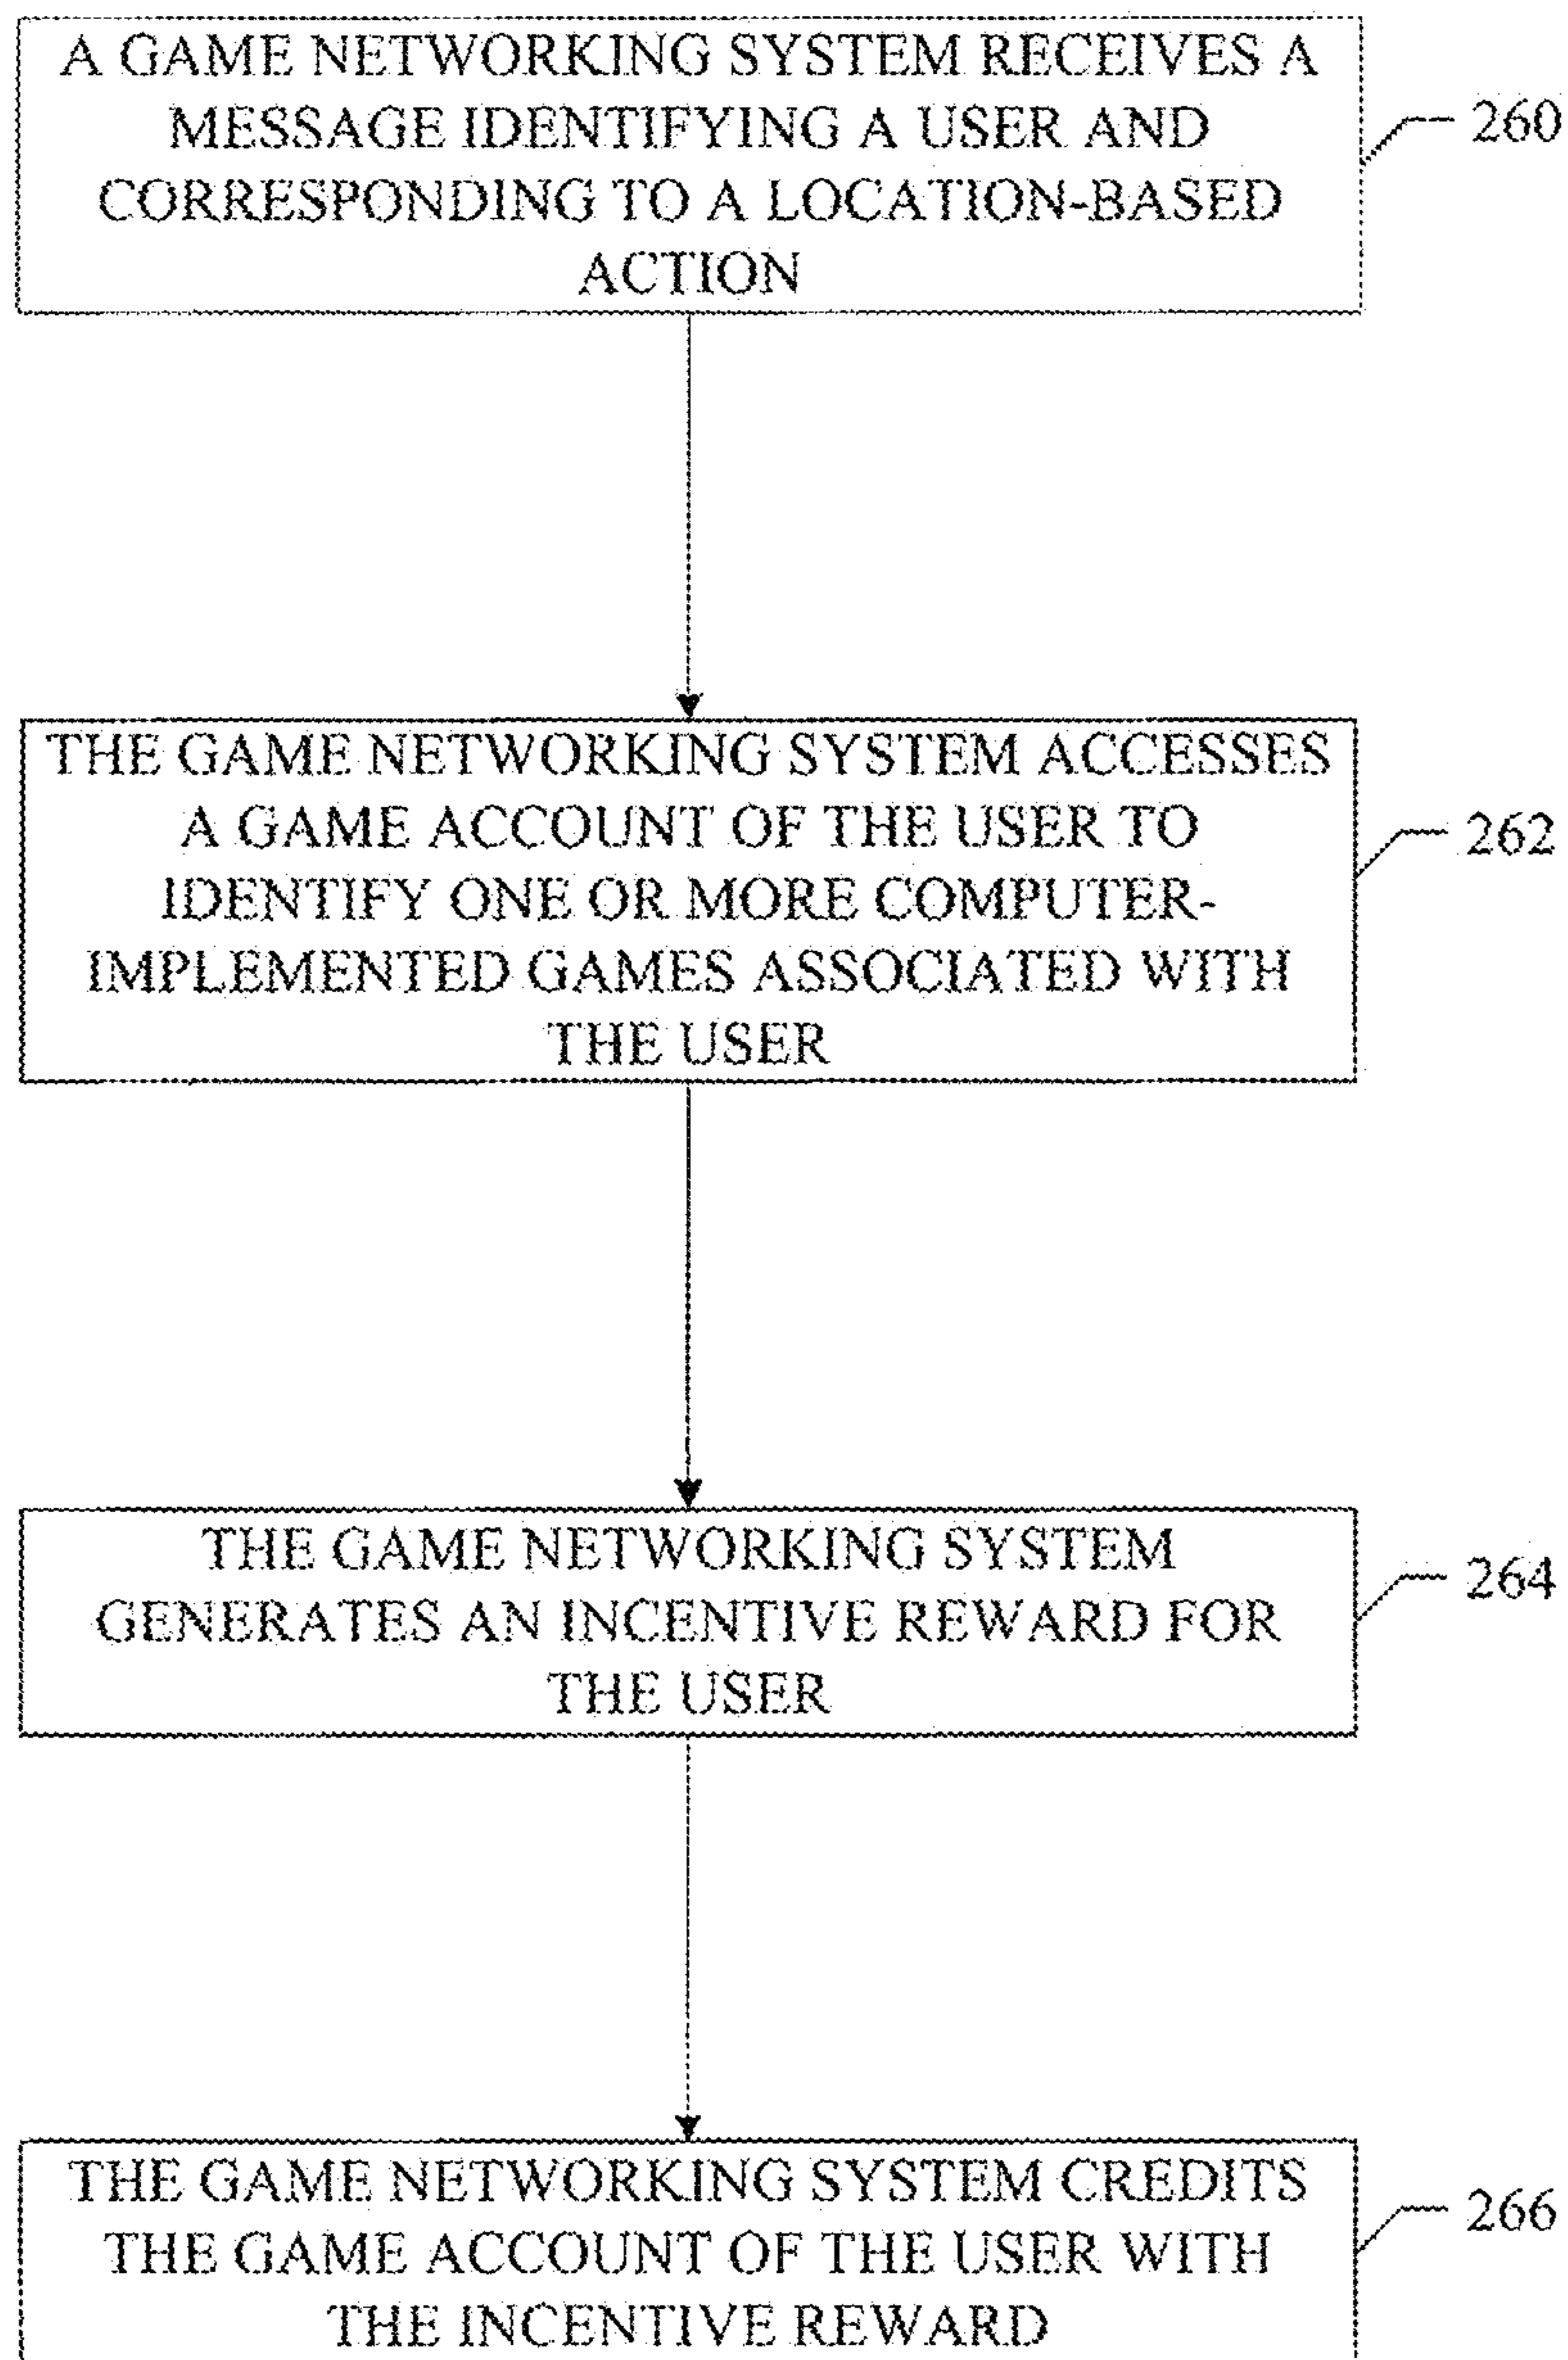 A GAME NETWORKING SYSTEM RECEIVES A
MESSAGE IDENTIFYING A USER AND
CORRESPONDING TO A LOCATION-BASED
ACTION
260
THE GAME NETWORKING SYSTEM ACCESSES
A GAME ACCOUNT OF THE USER TO
IDENTIFY ONE OR MORE COMPUTER-
IMPLEMENTED GAMES ASSOCIATED WITH
THE USER
262
THE GAME NETWORKING SYSTEM
GENERATES AN INCENTIVE REWARD FOR
THE USER
264
THE GAME NETWORKING SYSTEM CREDITS
THE GAME ACCOUNT OF THE USER WITH
THE INCENTIVE REWARD
266